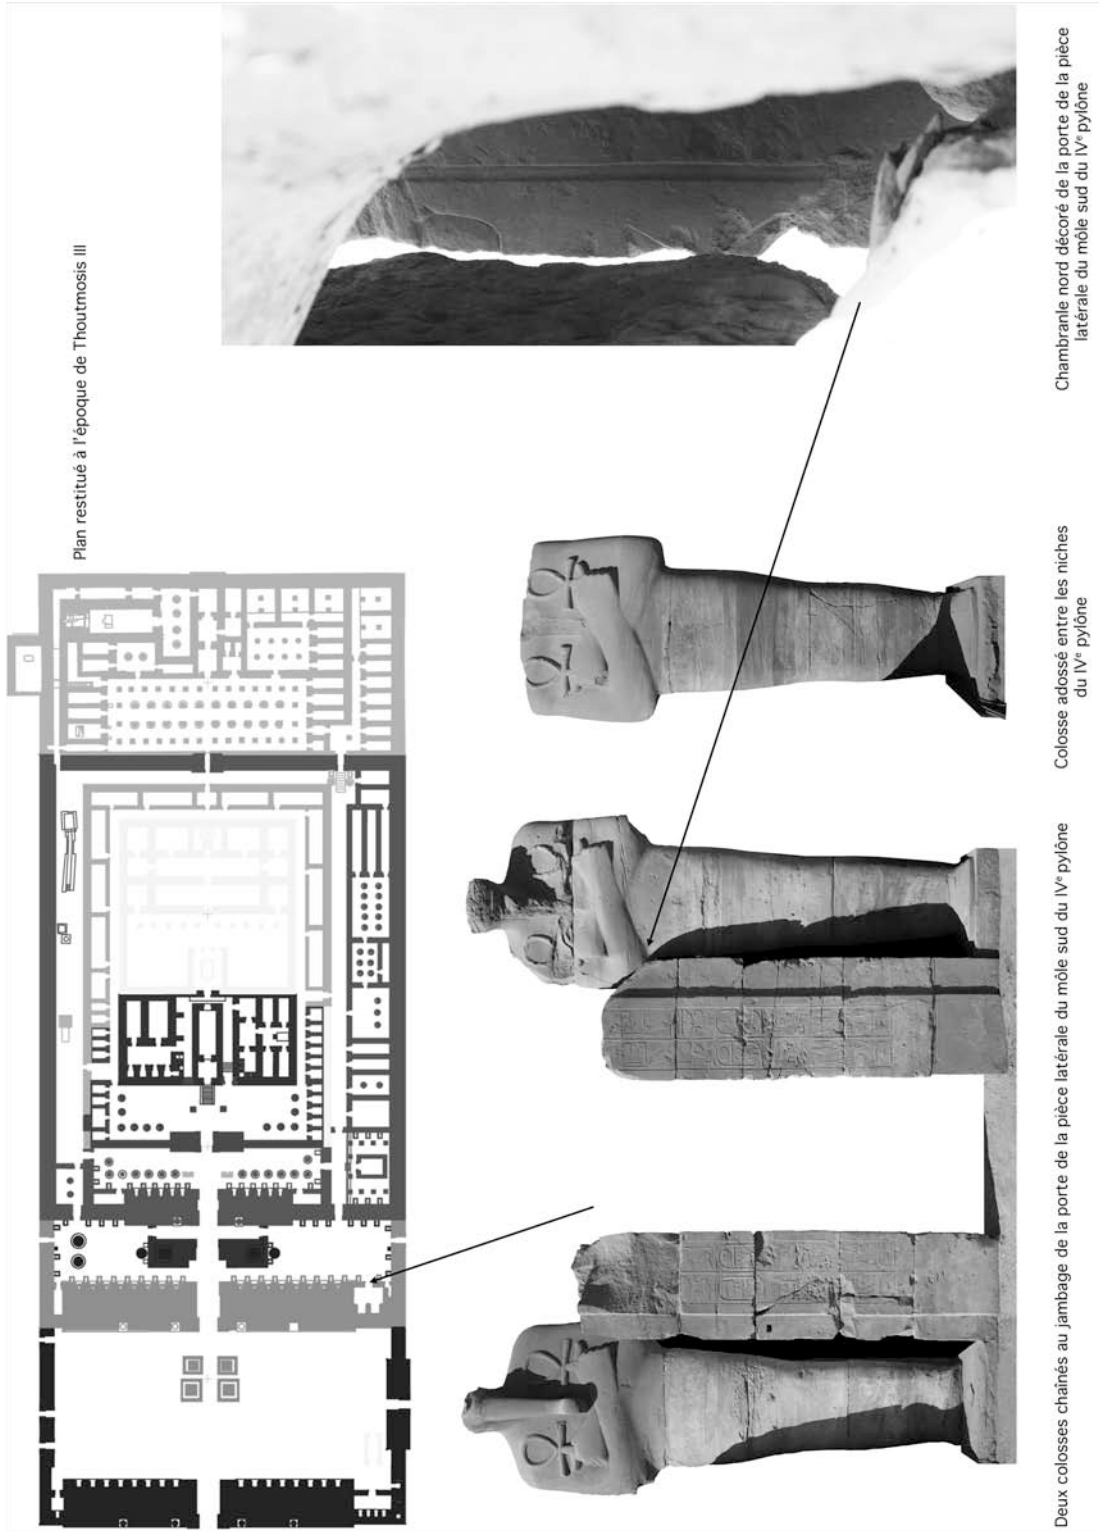 Plan restitué à l'époque de Thoutmosis III
Deux colosses chaînés au jambage de la porte de la pièce latérale du môle sud du IVᵉ pylône
Colosse adossé entre les niches
du IVᵉ pylône
Chambranle nord décoré de la porte de la pièce
latérale du môle sud du IVᵉ pylône